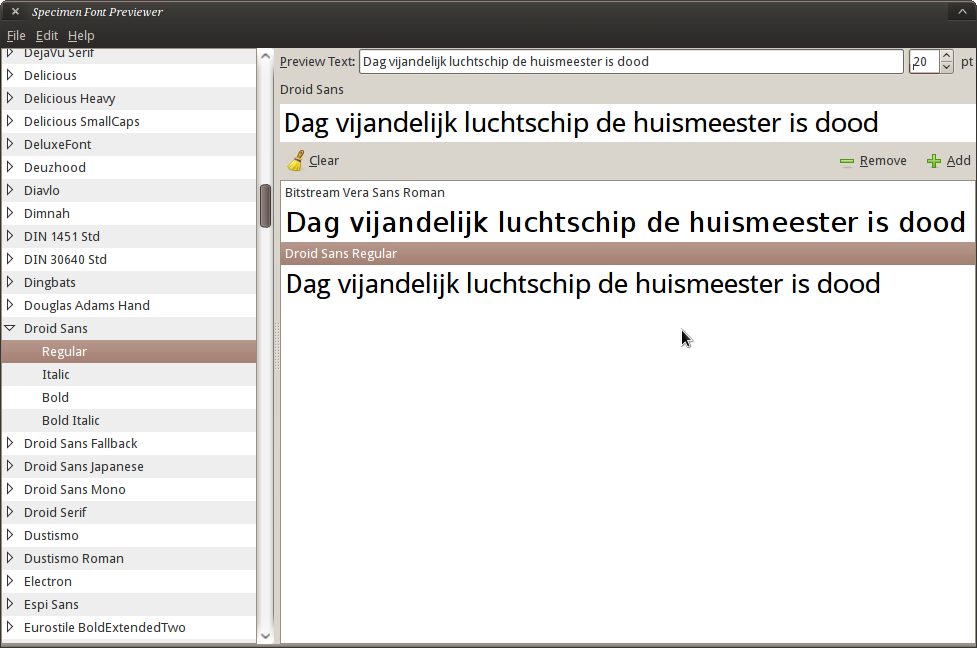 Specimen Font Previewer
File Edit Help
DejaVu Serif
Delicious
Delicious Heavy
Delicious SmallCaps
DeluxeFont
Deuzhood
Diavlo
Dimnah
DIN 1451 Std
DIN 30640 Std
Dingbats
Douglas Adams Hand
Droid Sans
Regular
Italic
Bold
Bold Italic
Droid Sans Fallback
Droid Sans Japanese
Droid Sans Mono
Droid Serif
Dustismo
Dustismo Roman
Electron
Espi Sans
Eurostile BoldExtendedTwo
Preview Text: Dag vijandelijk luchtschip de huismeester is dood 20 pt
Droid Sans
Dag vijandelijk luchtschip de huismeester is dood
Clear Remove Add
Bitstream Vera Sans Roman
Dag vijandelijk luchtschip de huismeester is dood
Droid Sans Regular
Dag vijandelijk luchtschip de huismeester is dood